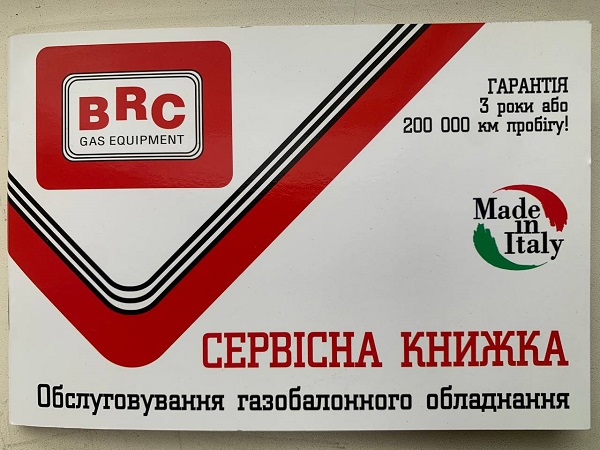 BRC
GAS EQUIPMENT
ГАРАНТІЯ
3 роки або
200 000 км пробігу!
Made
in
Italy
СЕРВІСНА КНИЖКА
Обслуговування газобалонного обладнання